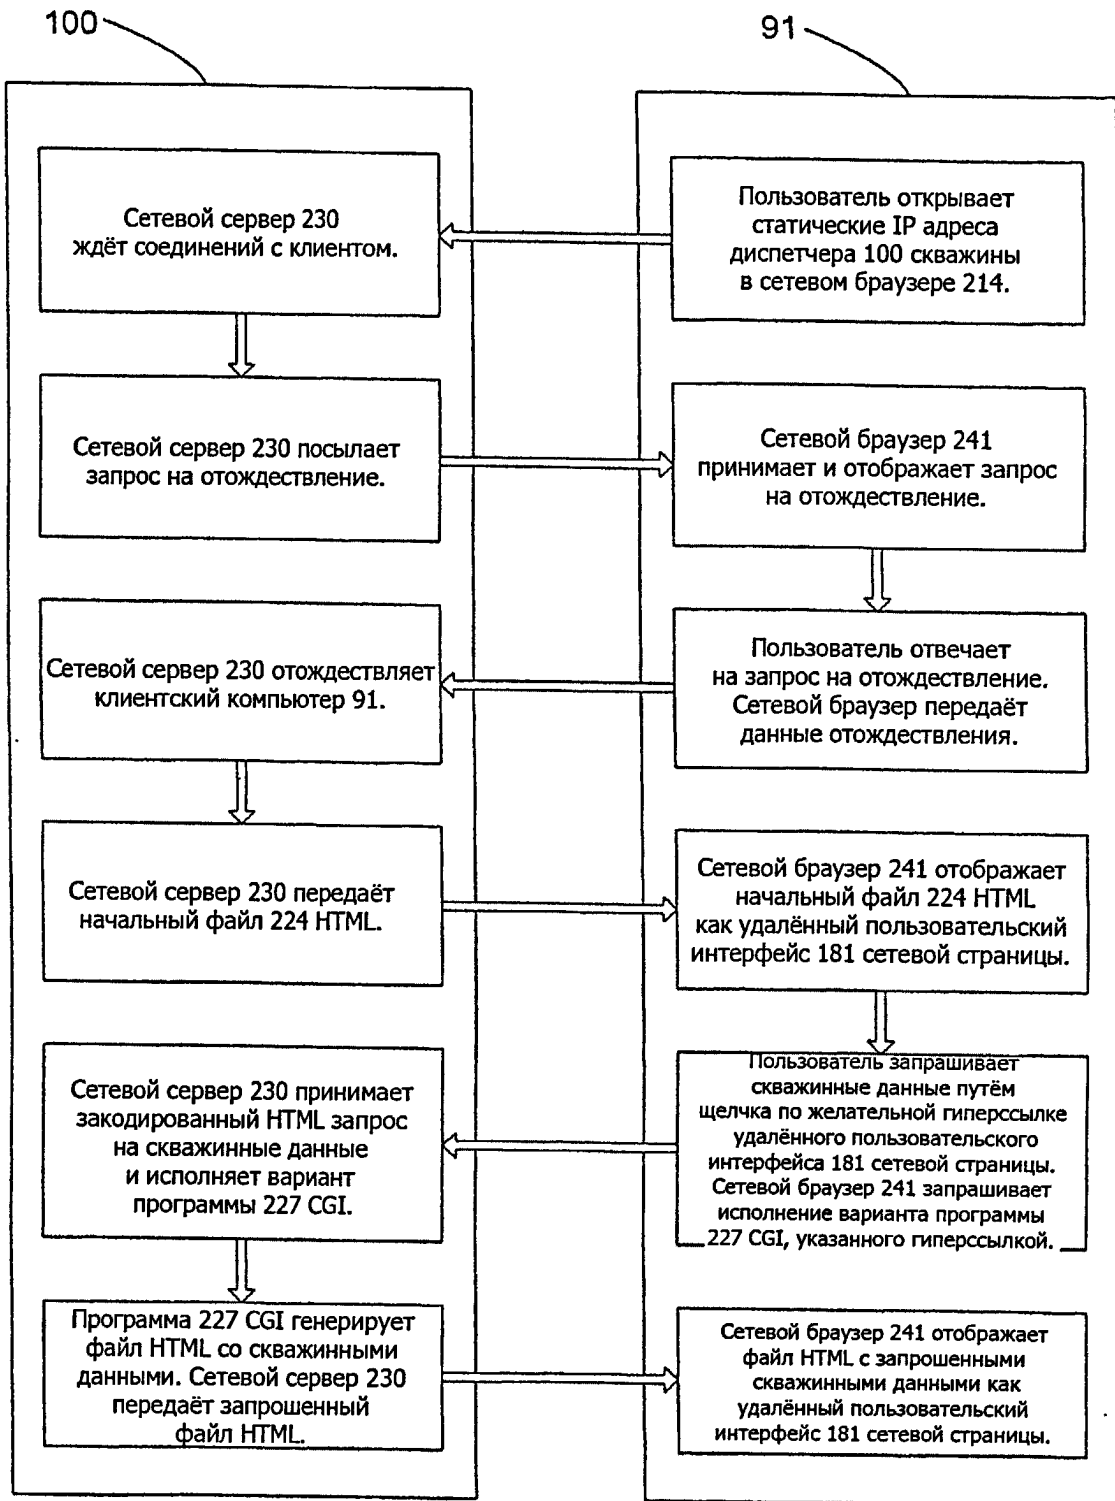 100
91
Сетевой сервер 230
ждёт соединений с клиентом.
Пользователь открывает
статические IP адреса
диспетчера 100 скважины
в сетевом браузере 214.
Сетевой сервер 230 посылает
запрос на отождествление.
Сетевой браузер 241
принимает и отображает запрос
на отождествление.
Сетевой сервер 230 отождествляет
клиентский компьютер 91.
Пользователь отвечает
на запрос на отождествление.
Сетевой браузер передаёт
данные отождествления.
Сетевой сервер 230 передаёт
начальный файл 224 HTML.
Сетевой браузер 241 отображает
начальный файл 224 HTML
как удалённый пользовательский
интерфейс 181 сетевой страницы.
Сетевой сервер 230 принимает
закодированный HTML запрос
на скважинные данные
и исполняет вариант
программы 227 CGI.
Пользователь запрашивает
скважинные данные путём
щелчка по желательной гиперссылке
удалённого пользовательского
интерфейса 181 сетевой страницы.
Сетевой браузер 241 запрашивает
исполнение варианта программы
227 CGI, указанного гиперссылкой.
Программа 227 CGI генерирует
файл HTML со скважинными
данными. Сетевой сервер 230
передаёт запрошенный
файл HTML.
Сетевой браузер 241 отображает
файл HTML с запрошенными
скважинными данными как
удалённый пользовательский
интерфейс 181 сетевой страницы.